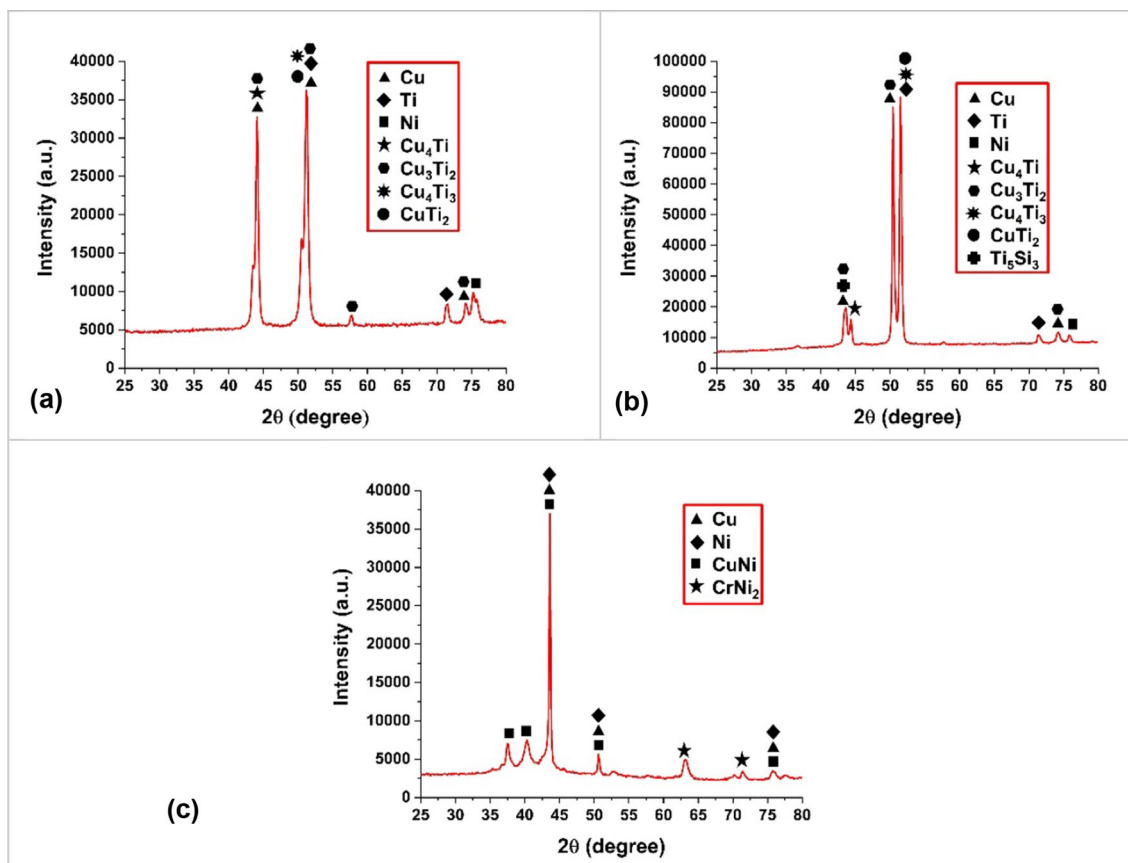 40000
35000
30000
25000
20000
15000
10000
5000
0
Intensity (a.u.)
25 30 35 40 45 50 55 60 65 70 75 80
2θ (degree)
Cu
Ti
Ni
Cu₄Ti
Cu₃Ti₂
Cu₄Ti₃
CuTi₂
(a)
100000
90000
80000
70000
60000
50000
40000
30000
20000
10000
0
Intensity (a.u.)
25 30 35 40 45 50 55 60 65 70 75 80
2θ (degree)
Cu
Ti
Ni
Cu₄Ti
Cu₃Ti₂
Cu₄Ti₃
CuTi₂
Ti₅Si₃
(b)
40000
35000
30000
25000
20000
15000
10000
5000
0
Intensity (a.u.)
25 30 35 40 45 50 55 60 65 70 75 80
2θ (degree)
Cu
Ni
CuNi
CrNi₂
(c)